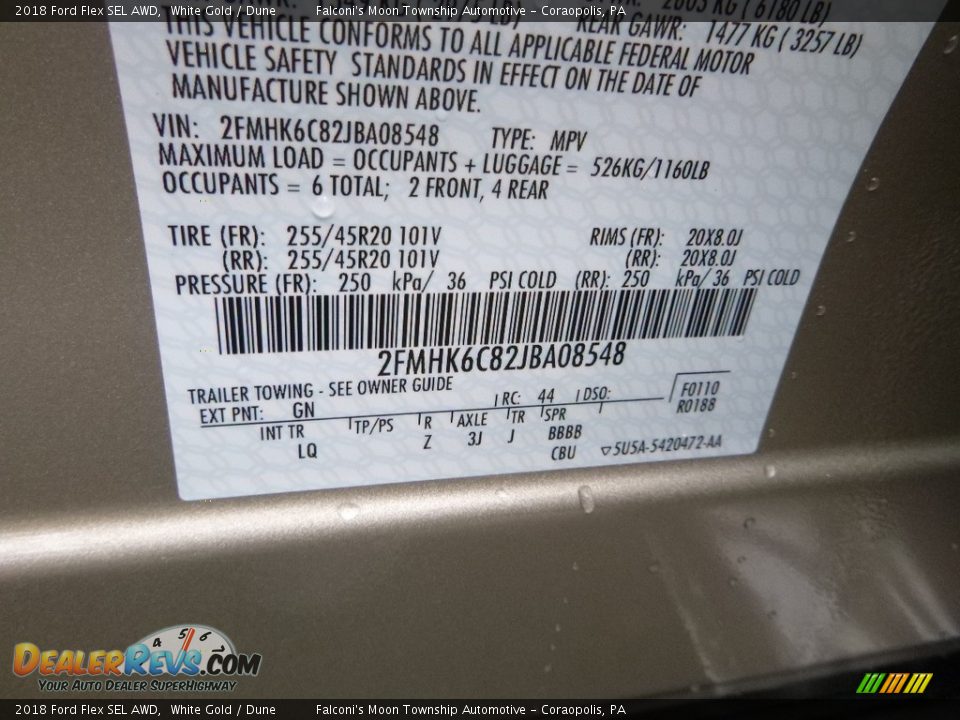 2018 Ford Flex SEL AWD, White Gold / Dune Falconi's Moon Township Automotive - Coraopolis, PA
REAR GAWR: 1477 KG ( 3257 LB)
THIS VEHICLE CONFORMS TO ALL APPLICABLE FEDERAL MOTOR
VEHICLE SAFETY STANDARDS IN EFFECT ON THE DATE OF
MANUFACTURE SHOWN ABOVE.
VIN: 2FMHK6C82JBA08548 TYPE: MPV
MAXIMUM LOAD = OCCUPANTS + LUGGAGE = 526KG/1160LB
OCCUPANTS = 6 TOTAL; 2 FRONT, 4 REAR
TIRE (FR): 255/45R20 101V RIMS (FR): 20X8.0J
(RR): 255/45R20 101V (RR): 20X8.0J
PRESSURE (FR): 250 kPa/ 36 PSI COLD (RR): 250 kPa/ 36 PSI COLD
2FMHK6C82JBA08548
TRAILER TOWING - SEE OWNER GUIDE
EXT PNT: GN RC: 44 DSO: F0110
R0188
INT TR TP/PS R AXLE TR SPR
LQ Z 3J J BBBB
CBU ▽5U5A-5420472-AA
4 5 6
DEALERREVS.COM
YOUR AUTO DEALER SUPERHIGHWAY
2018 Ford Flex SEL AWD, White Gold / Dune Falconi's Moon Township Automotive - Coraopolis, PA